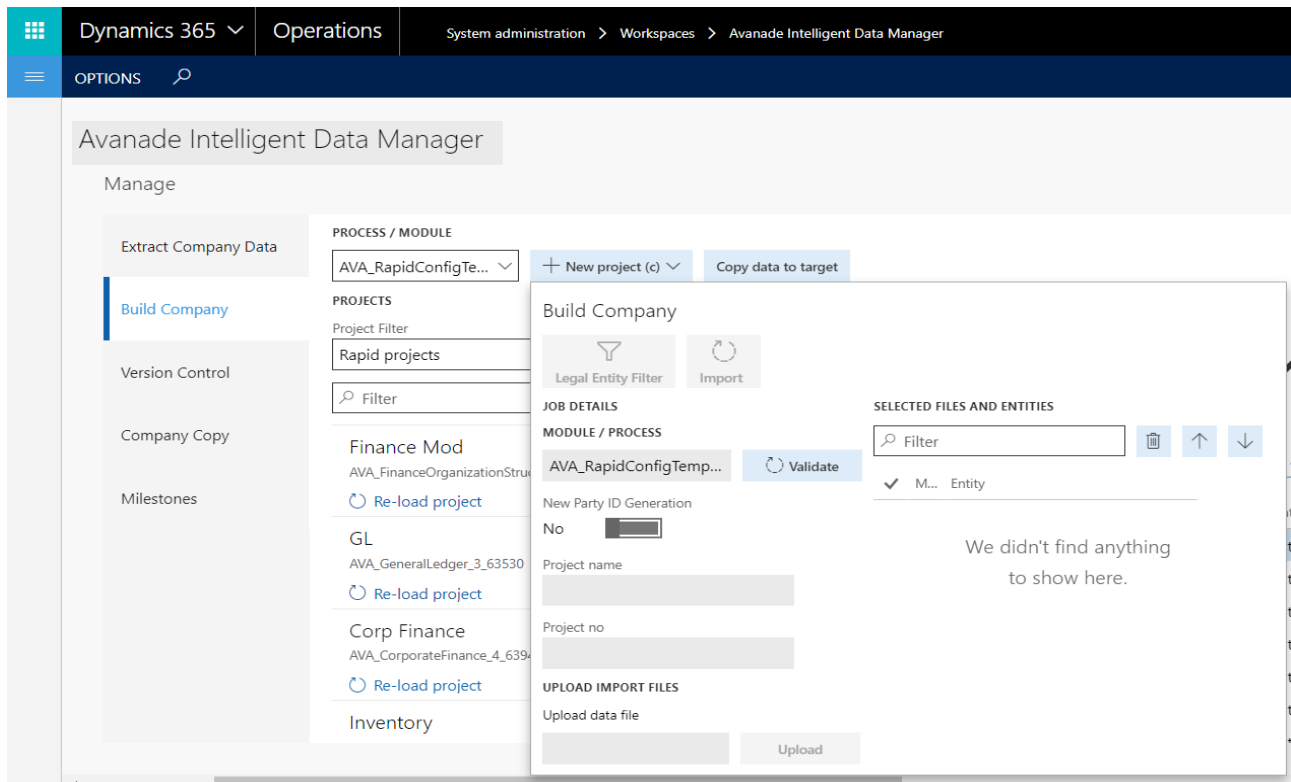 Dynamics 365 Operations System administration > Workspaces > Avanade Intelligent Data Manager
OPTIONS
Avanade Intelligent Data Manager
Manage
Extract Company Data
Build Company
Version Control
Company Copy
Milestones
PROCESS / MODULE
AVA_RapidConfigTe... + New project (c) Copy data to target
PROJECTS
Project Filter
Rapid projects
Filter
Finance Mod
AVA_FinanceOrganizationStruc
Re-load project
GL
AVA_GeneralLedger_3_63530
Re-load project
Corp Finance
AVA_CorporateFinance_4_639
Re-load project
Inventory
Build Company
Legal Entity Filter Import
JOB DETAILS
MODULE / PROCESS
AVA_RapidConfigTemp... Validate
New Party ID Generation
No
Project name
Project no
UPLOAD IMPORT FILES
Upload data file
Upload
SELECTED FILES AND ENTITIES
Filter
M... Entity
We didn't find anything
to show here.